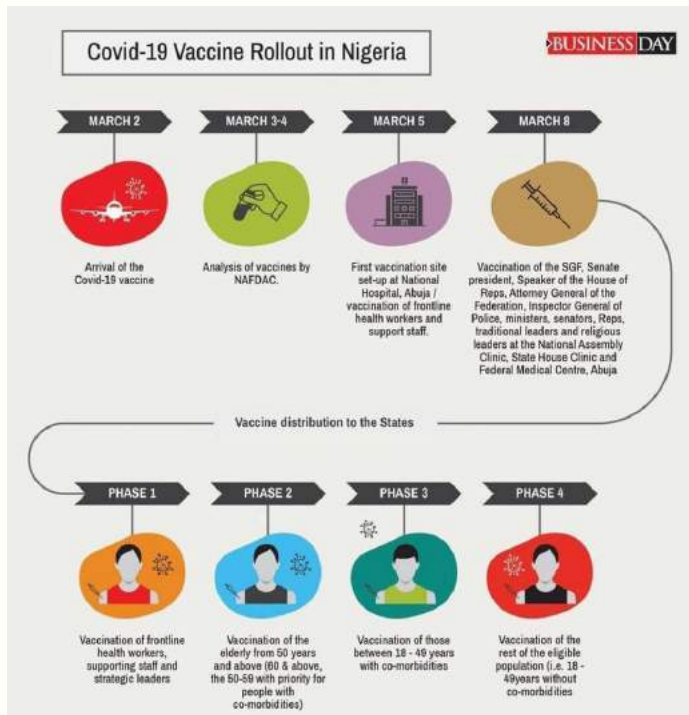 Covid-19 Vaccine Rollout in Nigeria
BUSINESS DAY
MARCH 2
MARCH 3-4
MARCH 5
MARCH 8
Arrival of the
Covid-19 vaccine
Analysis of vaccines by
NAFDAC.
First vaccination site
set-up at National
Hospital, Abuja /
vaccination of frontline
health workers and
support staff.
Vaccination of the SGF, Senate
president, Speaker of the House of
Reps, Attorney General of the
Federation, Inspector General of
Police, ministers, senators, Reps,
traditional leaders and religious
leaders at the National Assembly
Clinic, State House Clinic and
Federal Medical Centre, Abuja
Vaccine distribution to the States
PHASE 1
PHASE 2
PHASE 3
PHASE 4
Vaccination of frontline
health workers,
supporting staff and
strategic leaders
Vaccination of the
elderly from 50 years
and above (60 & above,
the 50-59 with priority for
people with
co-morbidities)
Vaccination of those
between 18 - 49 years
with co-morbidities
Vaccination of the
rest of the eligible
population (i.e. 18 -
49years without
co-morbidities